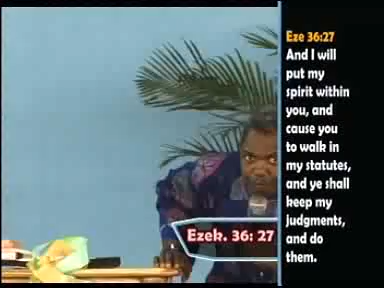 Eze 36:27
And I will
put my
spirit within
you, and
cause you
to walk in
my statutes,
and ye shall
keep my
judgments,
and do
them.
Ezek. 36: 27